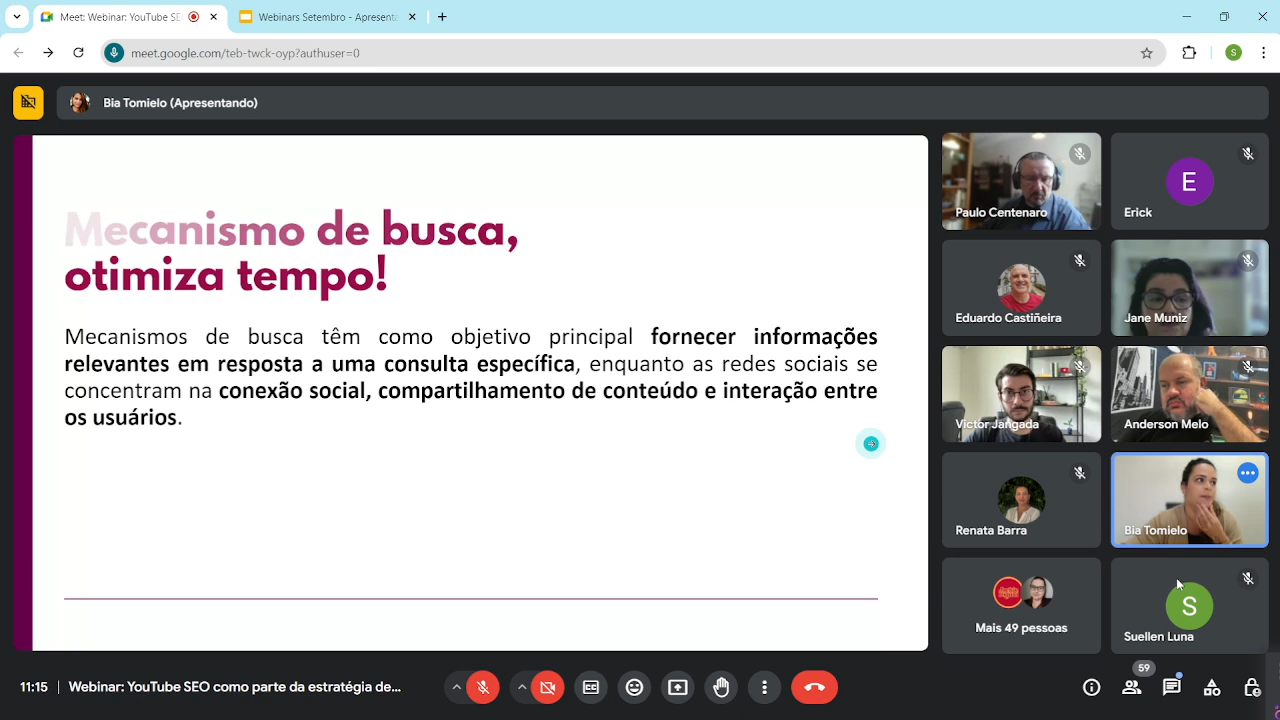 Meet: Webinar: YouTube SE
Webinars Setembro - Apresenta
meet.google.com/teb-twck-oyp?authuser=0
S
Bia Tomielo (Apresentando)
Mecanismo de busca,
otimiza tempo!
Mecanismos de busca têm como objetivo principal fornecer informações
relevantes em resposta a uma consulta específica, enquanto as redes sociais se
concentram na conexão social, compartilhamento de conteúdo e interação entre
os usuários.
Paulo Centenaro
E
Erick
Eduardo Castiñeira
Jane Muniz
Victor Jangada
Anderson Melo
Renata Barra
Bia Tomielo
Mais 49 pessoas
S
Suellen Luna
11:15 | Webinar: YouTube SEO como parte da estratégia de...
59